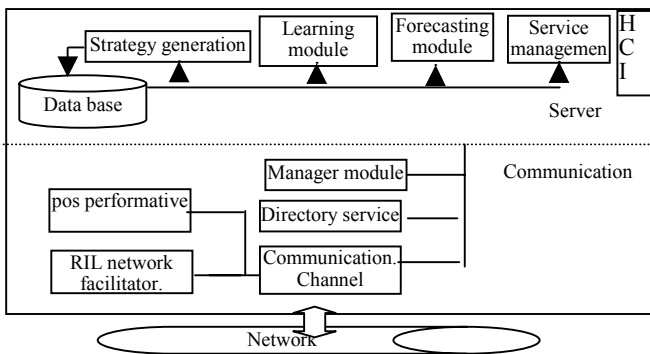 Strategy generation
Learning
module
Forecasting
module
Service
managemen
H
C
I
Data base
Server
Communication
Manager module
pos performative
Directory service
RIL network
facilitator.
Communication.
Channel
Network